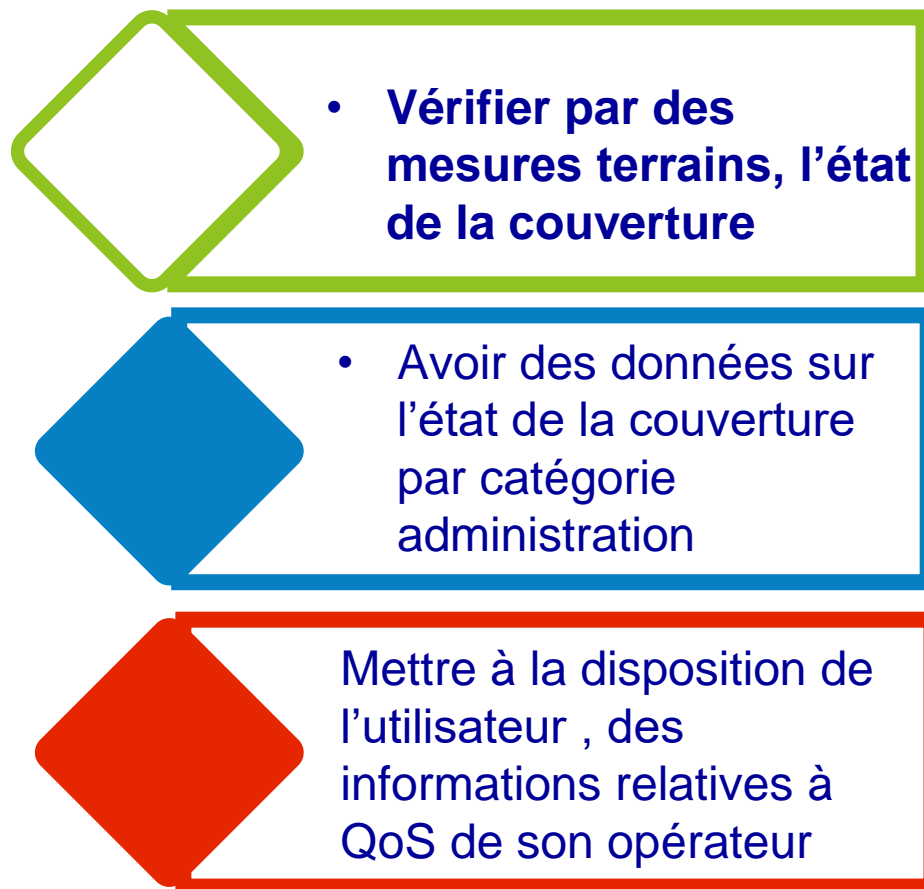 • Vérifier par des
mesures terrains, l’état
de la couverture
• Avoir des données sur
l’état de la couverture
par catégorie
administration
Mettre à la disposition de
l’utilisateur , des
informations relatives à
QoS de son opérateur